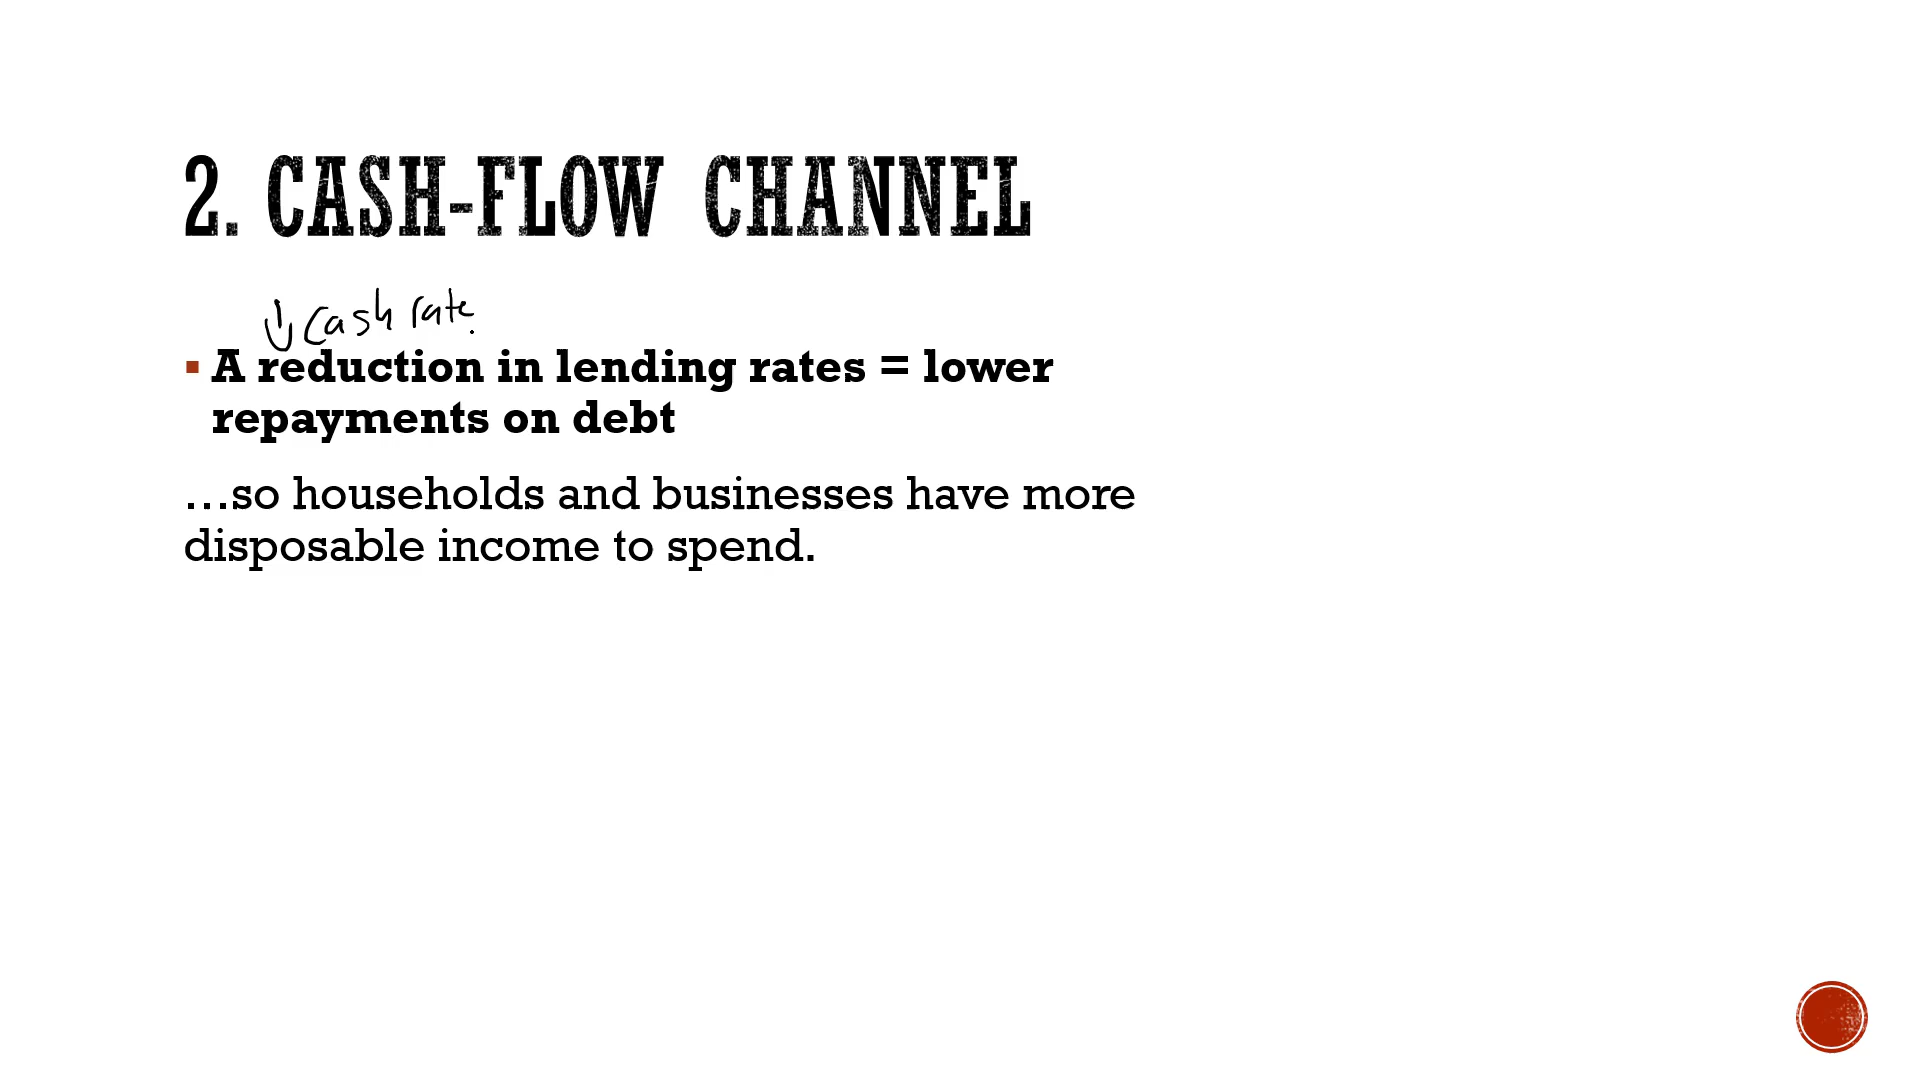 2. CASH-FLOW CHANNEL
↓ cash rate.
▪ A reduction in lending rates = lower
repayments on debt
...so households and businesses have more
disposable income to spend.